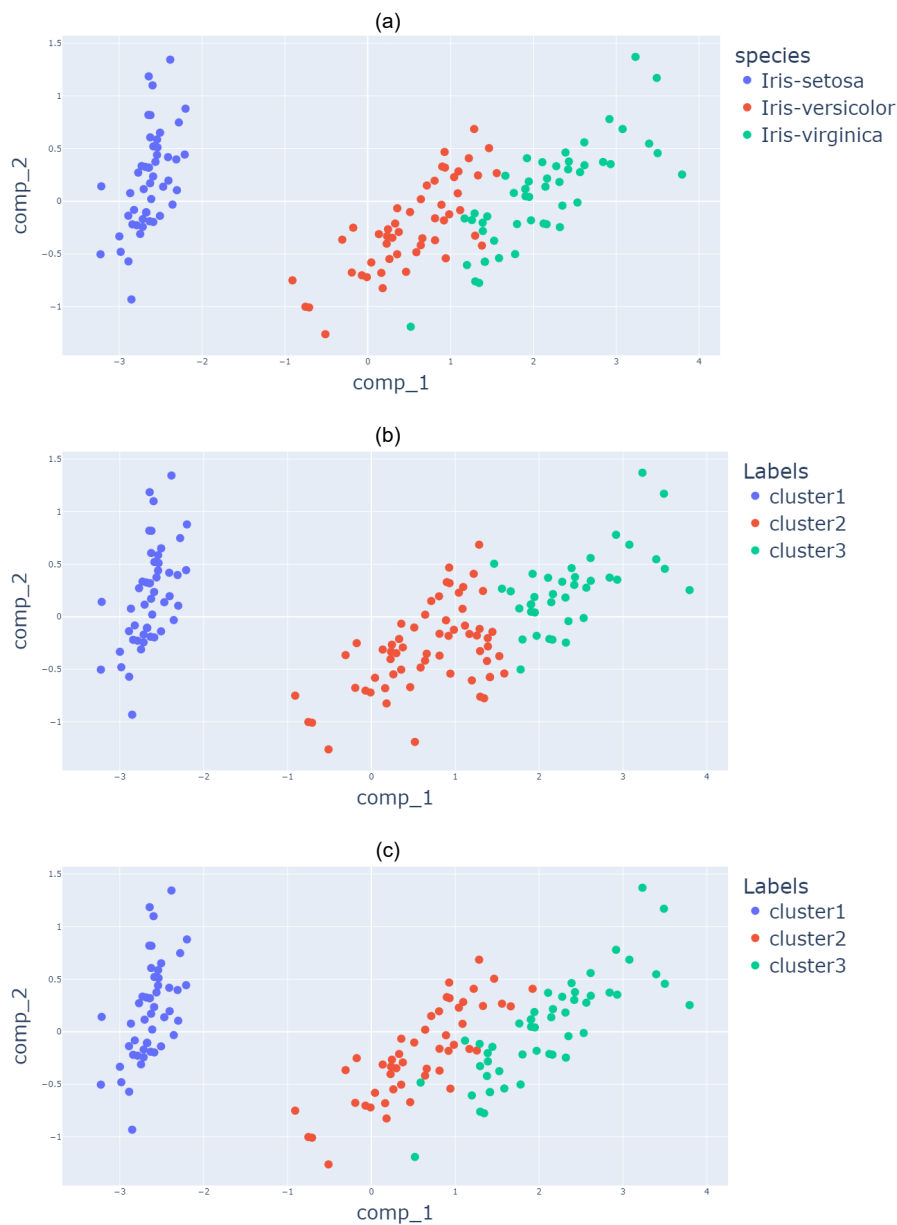 (a)
1.5
1
0.5
0
−0.5
−1
−3
−2
−1
0
1
2
3
4
comp_1
comp_2
species
Iris-setosa
Iris-versicolor
Iris-virginica
(b)
1.5
1
0.5
0
−0.5
−1
−3
−2
−1
0
1
2
3
4
comp_1
comp_2
Labels
cluster1
cluster2
cluster3
(c)
1.5
1
0.5
0
−0.5
−1
−3
−2
−1
0
1
2
3
4
comp_1
comp_2
Labels
cluster1
cluster2
cluster3